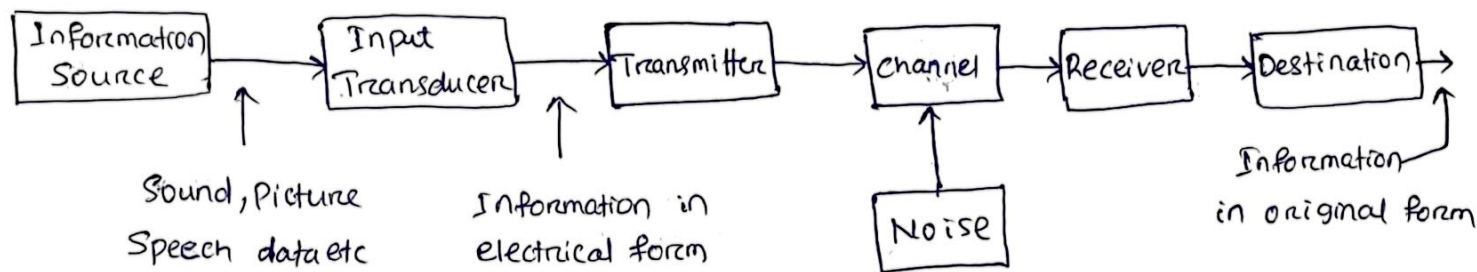 Information
Source
Input
Transducer
Transmitter
Channel
Receiver
Destination
Sound, Picture
Speech data etc
Information in
electrical form
Noise
Information
in original form